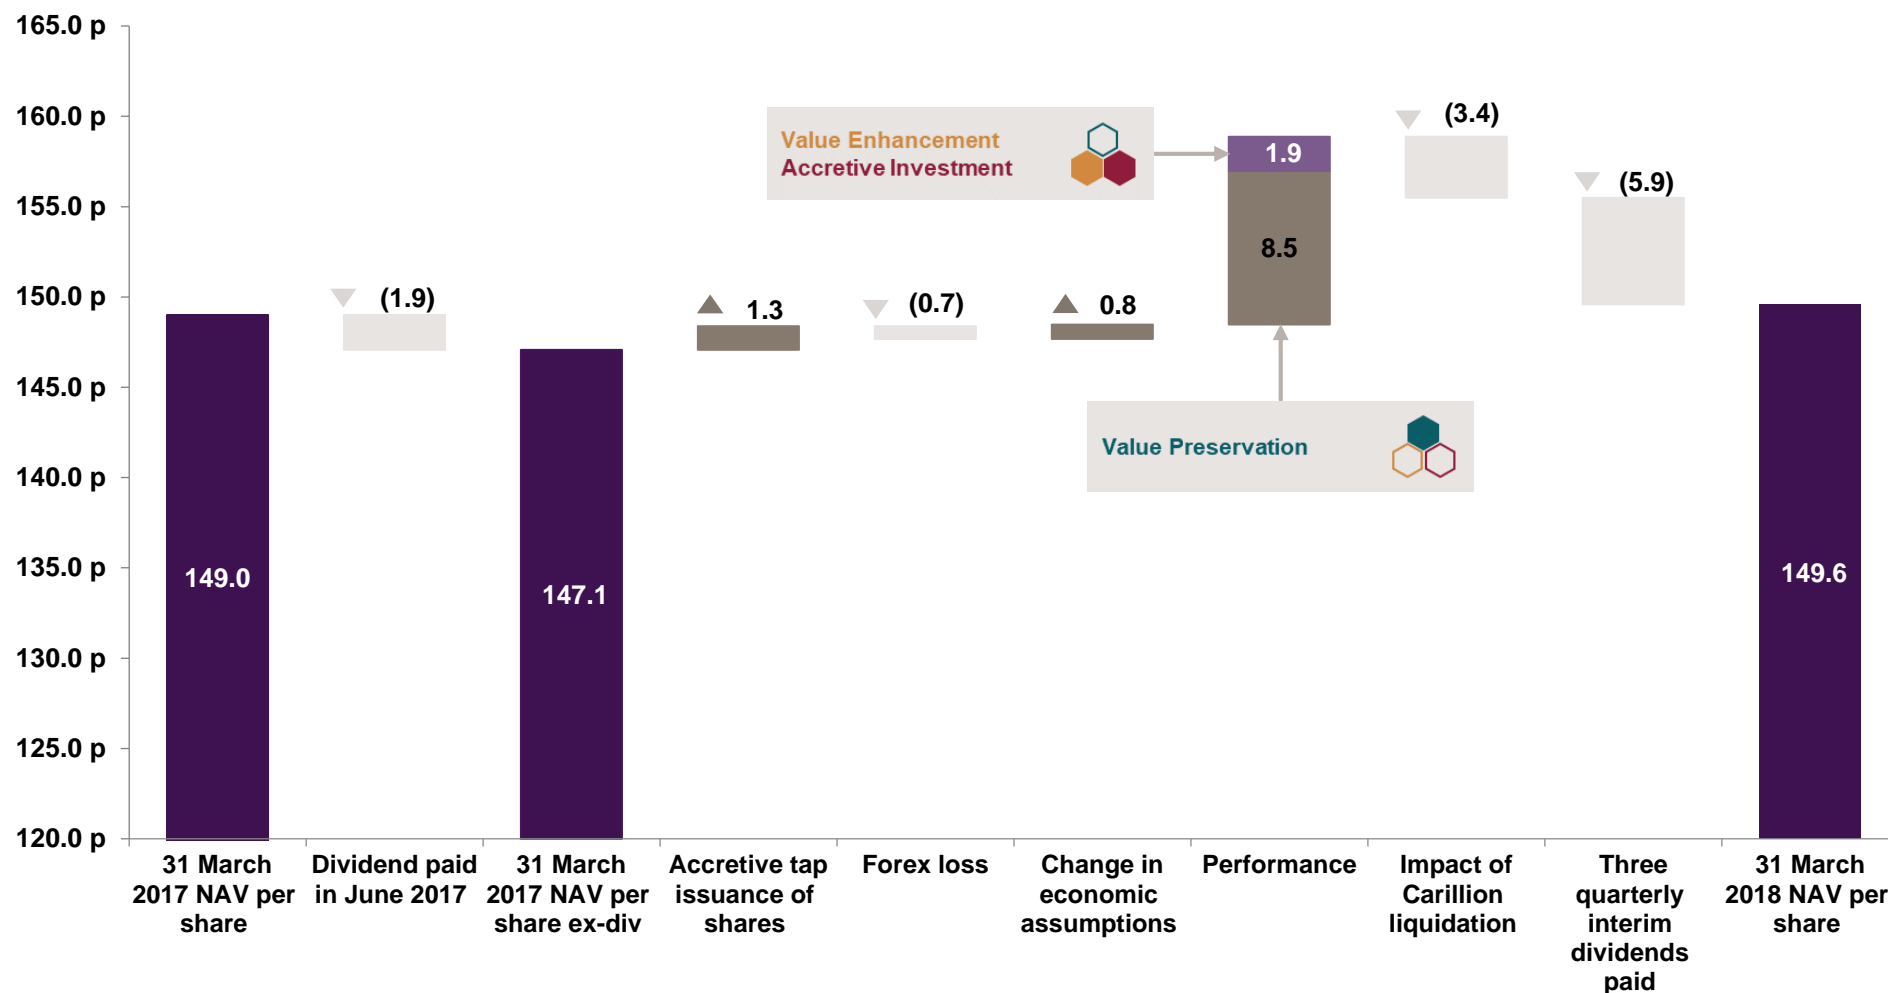 165.0 p
160.0 p
155.0 p
150.0 p
145.0 p
140.0 p
135.0 p
130.0 p
125.0 p
120.0 p
149.0
(1.9)
147.1
1.3
(0.7)
0.8
Value Enhancement
Accretive Investment
1.9
8.5
Value Preservation
(3.4)
(5.9)
149.6
31 March
2017 NAV per
share
Dividend paid
in June 2017
31 March
2017 NAV per
share ex-div
Accretive tap
issuance of
shares
Forex loss
Change in
economic
assumptions
Performance
Impact of
Carillion
liquidation
Three
quarterly
interim
dividends
paid
31 March
2018 NAV per
share